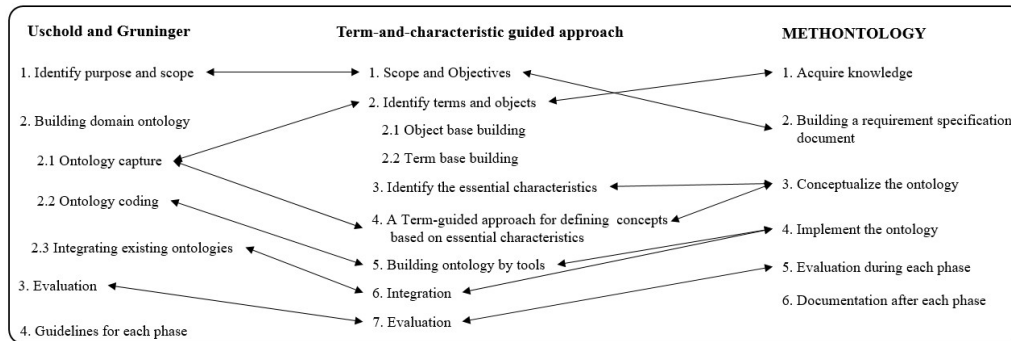 Uschold and Gruninger
1. Identify purpose and scope
2. Building domain ontology
2.1 Ontology capture
2.2 Ontology coding
2.3 Integrating existing ontologies
3. Evaluation
4. Guidelines for each phase
Term-and-characteristic guided approach
1. Scope and Objectives
2. Identify terms and objects
2.1 Object base building
2.2 Term base building
3. Identify the essential characteristics
4. A Term-guided approach for defining concepts
based on essential characteristics
5. Building ontology by tools
6. Integration
7. Evaluation
METHONTOLOGY
1. Acquire knowledge
2. Building a requirement specification
document
3. Conceptualize the ontology
4. Implement the ontology
5. Evaluation during each phase
6. Documentation after each phase